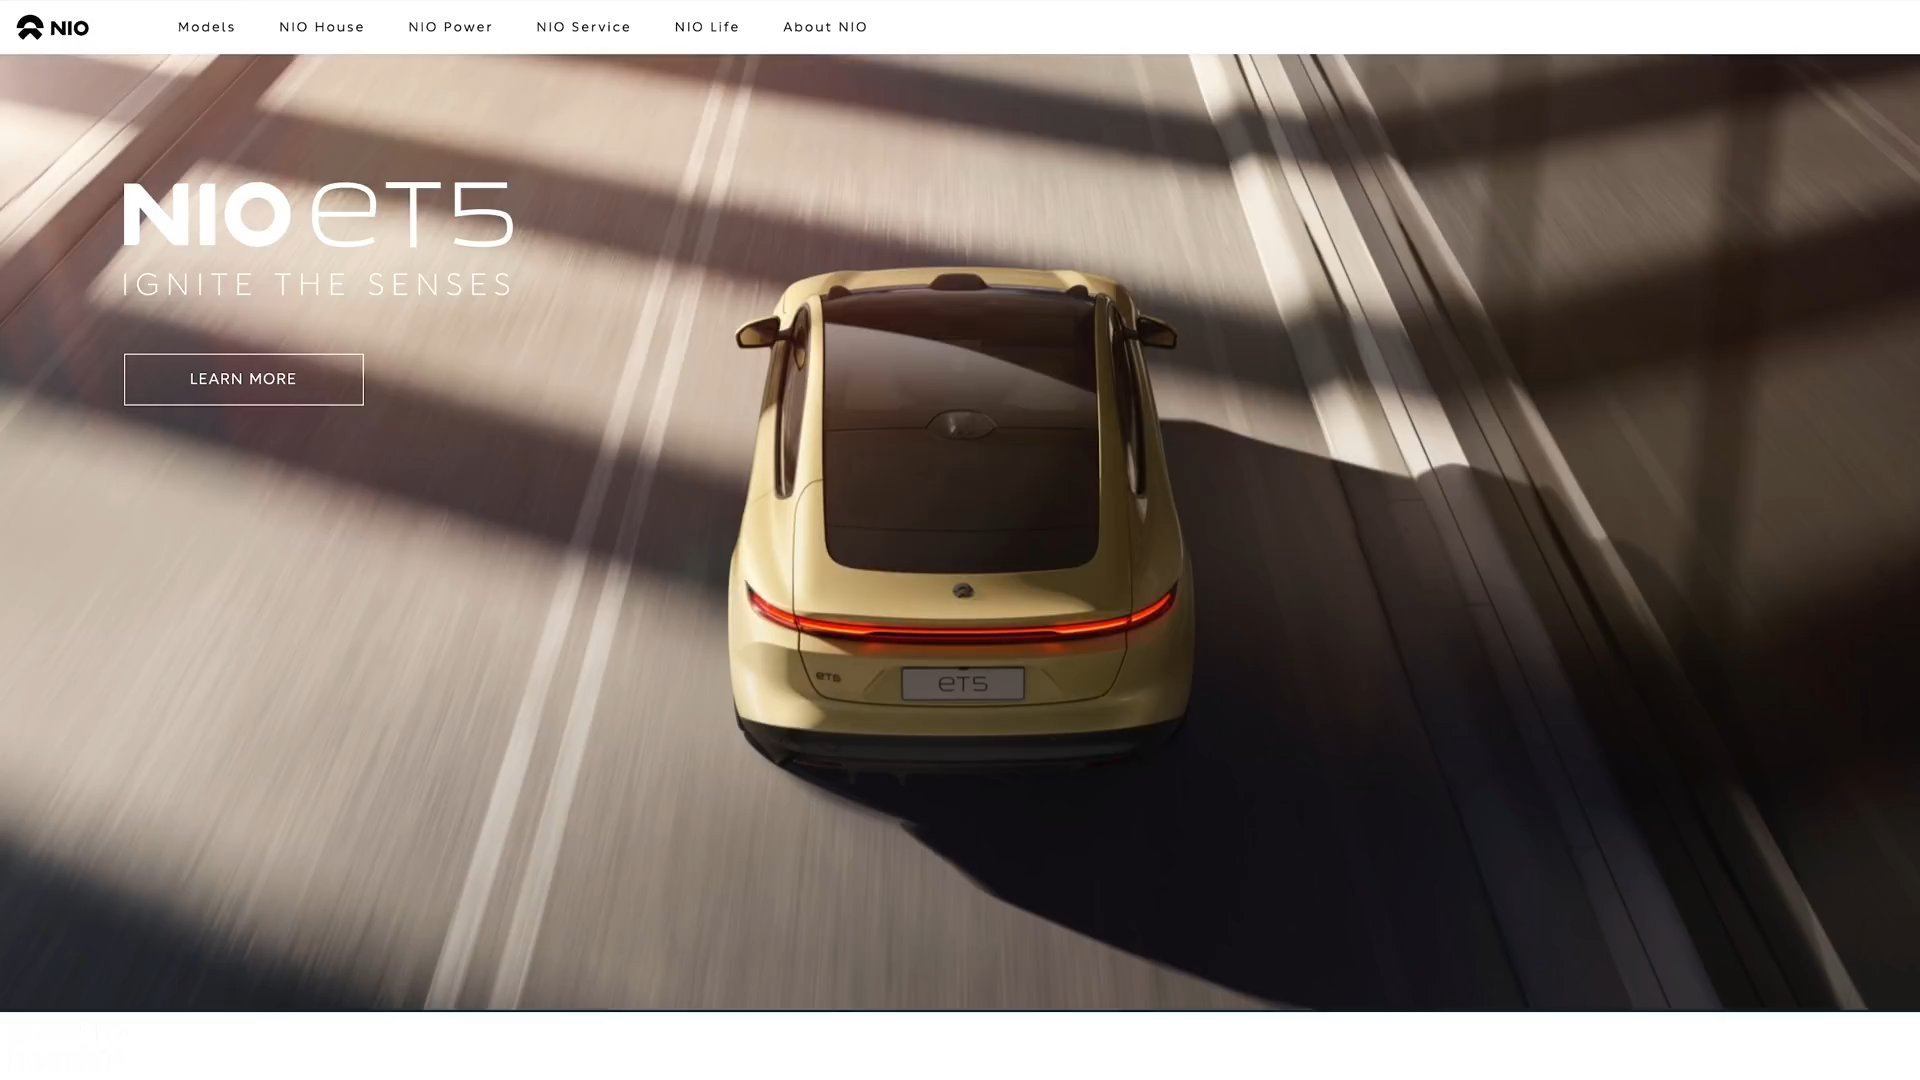 NIO
Models
NIO House
NIO Power
NIO Service
NIO Life
About NIO
NIO eT5
IGNITE THE SENSES
LEARN MORE
eT5
eT5